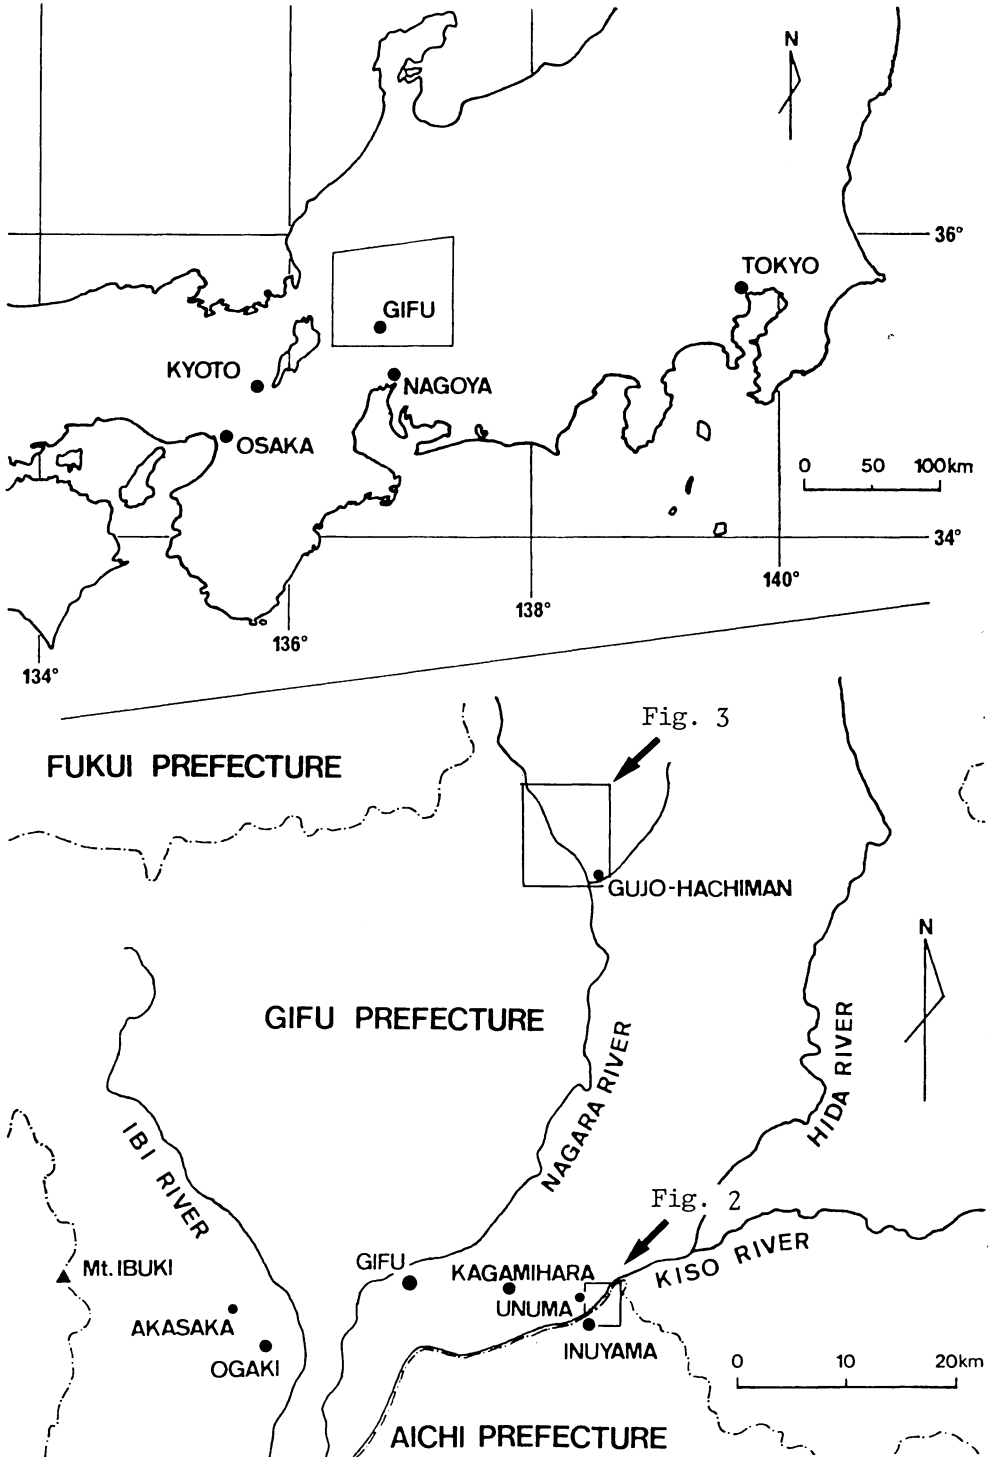 N
36°
TOKYO
GIFU
KYOTO
NAGOYA
OSAKA
0 50 100km
34°
140°
138°
136°
134°
Fig. 3
FUKUI PREFECTURE
GUJO-HACHIMAN
N
GIFU PREFECTURE
HIDA RIVER
NAGARA RIVER
IBI RIVER
Fig. 2
KISO RIVER
GIFU
Mt. IBUKI
KAGAMIHARA
UNUMA
AKASAKA
INUYAMA
OGAKI
0 10 20km
AICHI PREFECTURE